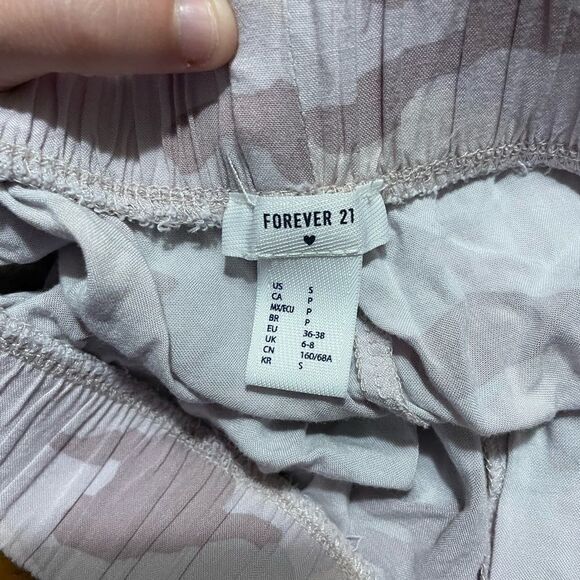 FOREVER 21
US S
CA P
MX/ECU P
BR P
EU 36-38
UK 6-8
CN 160/68A
KR S